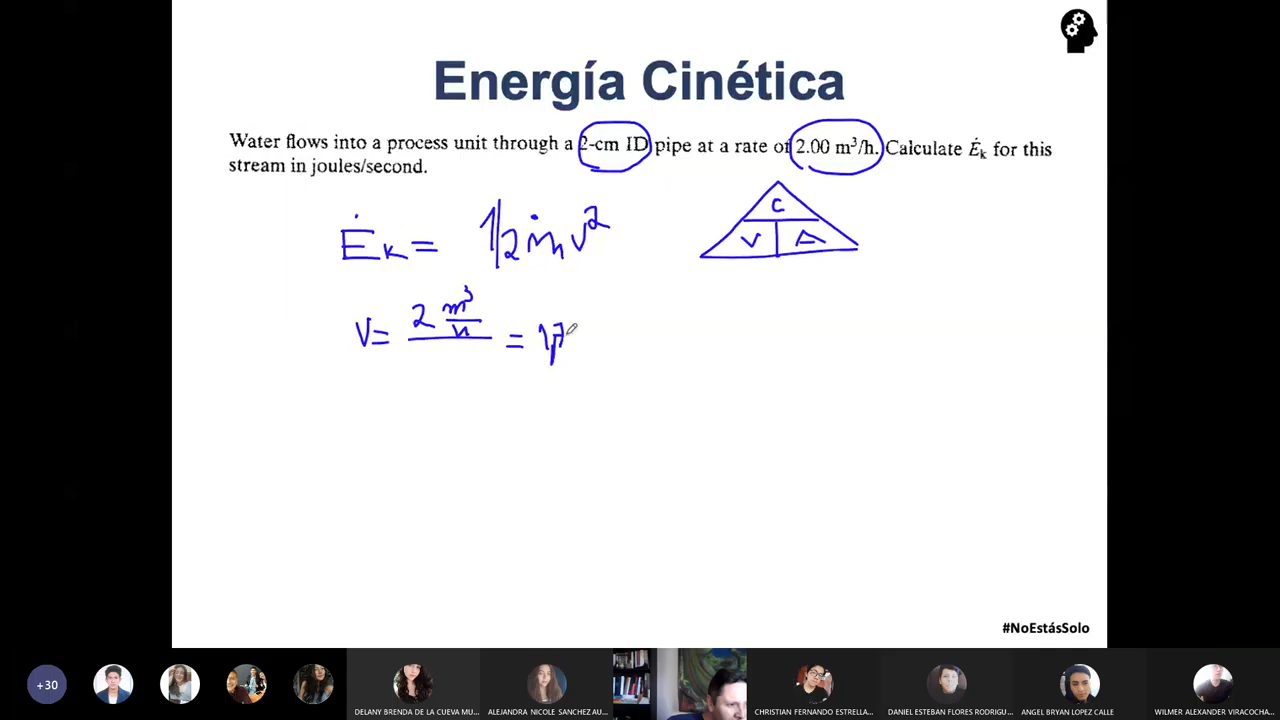 Energía Cinética
Water flows into a process unit through a 2-cm ID pipe at a rate of 2.00 m³/h. Calculate Ėk for this
stream in joules/second.
C
V A
Ėk = 1/2 ṁ v²
V = 2 m³/h =
#NoEstásSolo
+30
DELANY BRENDA DE LA CUEVA MU...
ALEJANDRA NICOLE SANCHEZ AU...
CHRISTIAN FERNANDO ESTRELLA...
DANIEL ESTEBAN FLORES RODRIGU...
ANGEL BRYAN LOPEZ CALLE
WILMER ALEXANDER VIRACOCHA...